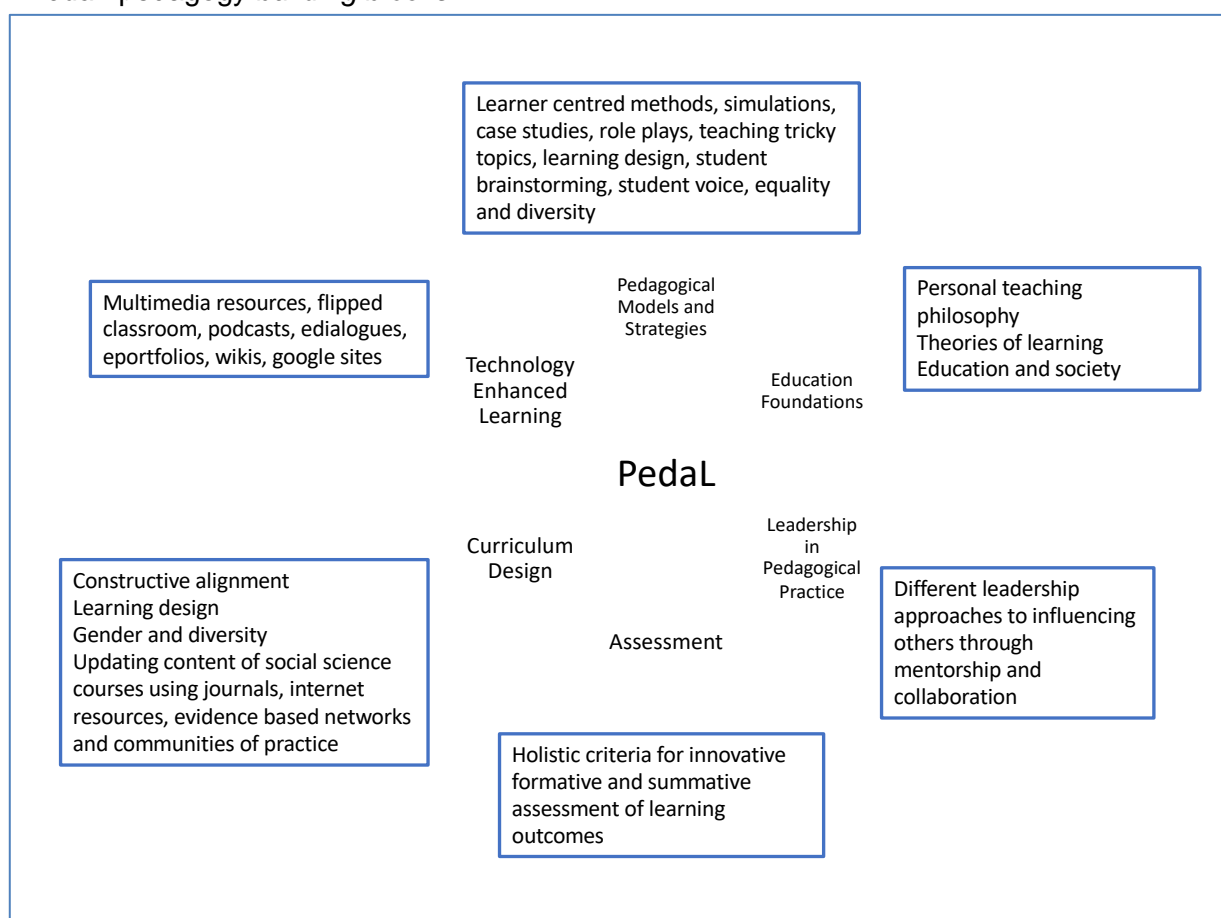 Learner centred methods, simulations,
case studies, role plays, teaching tricky
topics, learning design, student
brainstorming, student voice, equality
and diversity
Multimedia resources, flipped
classroom, podcasts, edialogues,
eportfolios, wikis, google sites
Pedagogical
Models and
Strategies
Personal teaching
philosophy
Theories of learning
Education and society
Technology
Enhanced
Learning
Education
Foundations
PedaL
Curriculum
Design
Leadership
in
Pedagogical
Practice
Assessment
Constructive alignment
Learning design
Gender and diversity
Updating content of social science
courses using journals, internet
resources, evidence based networks
and communities of practice
Different leadership
approaches to influencing
others through
mentorship and
collaboration
Holistic criteria for innovative
formative and summative
assessment of learning
outcomes